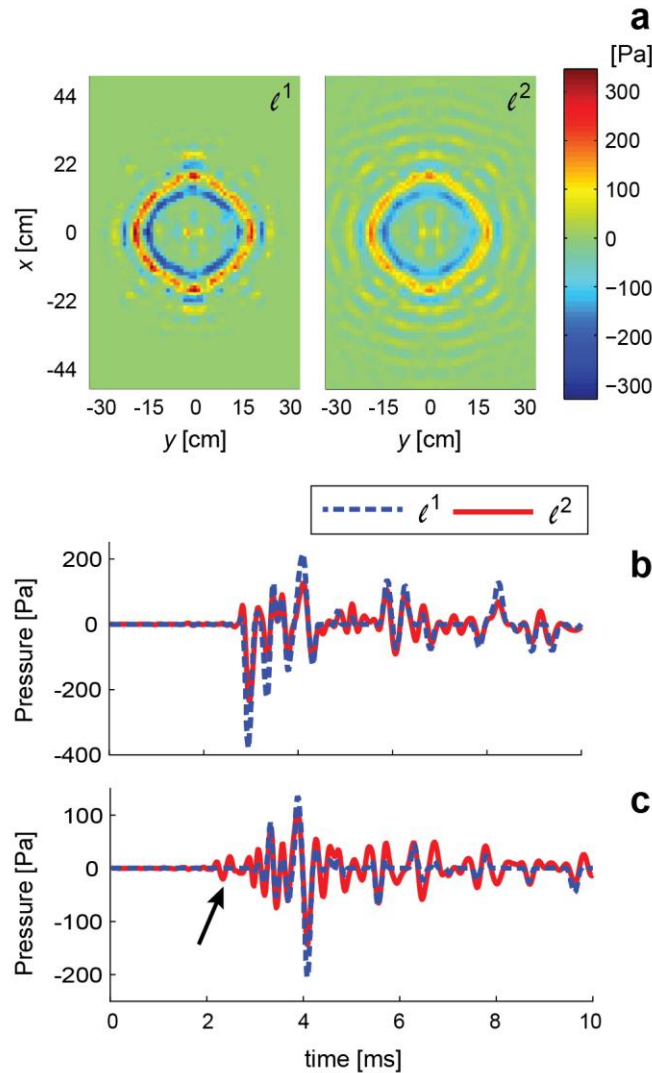 a
[Pa]
ℓ1 ℓ2
44
22
0
-22
-44
x [cm]
300
200
100
0
−100
−200
−300
-30 -15 0 15 30 -30 -15 0 15 30
y [cm] y [cm]
ℓ1 ℓ2
b
200
0
-200
-400
Pressure [Pa]
c
100
0
-100
-200
Pressure [Pa]
0 2 4 6 8 10
time [ms]